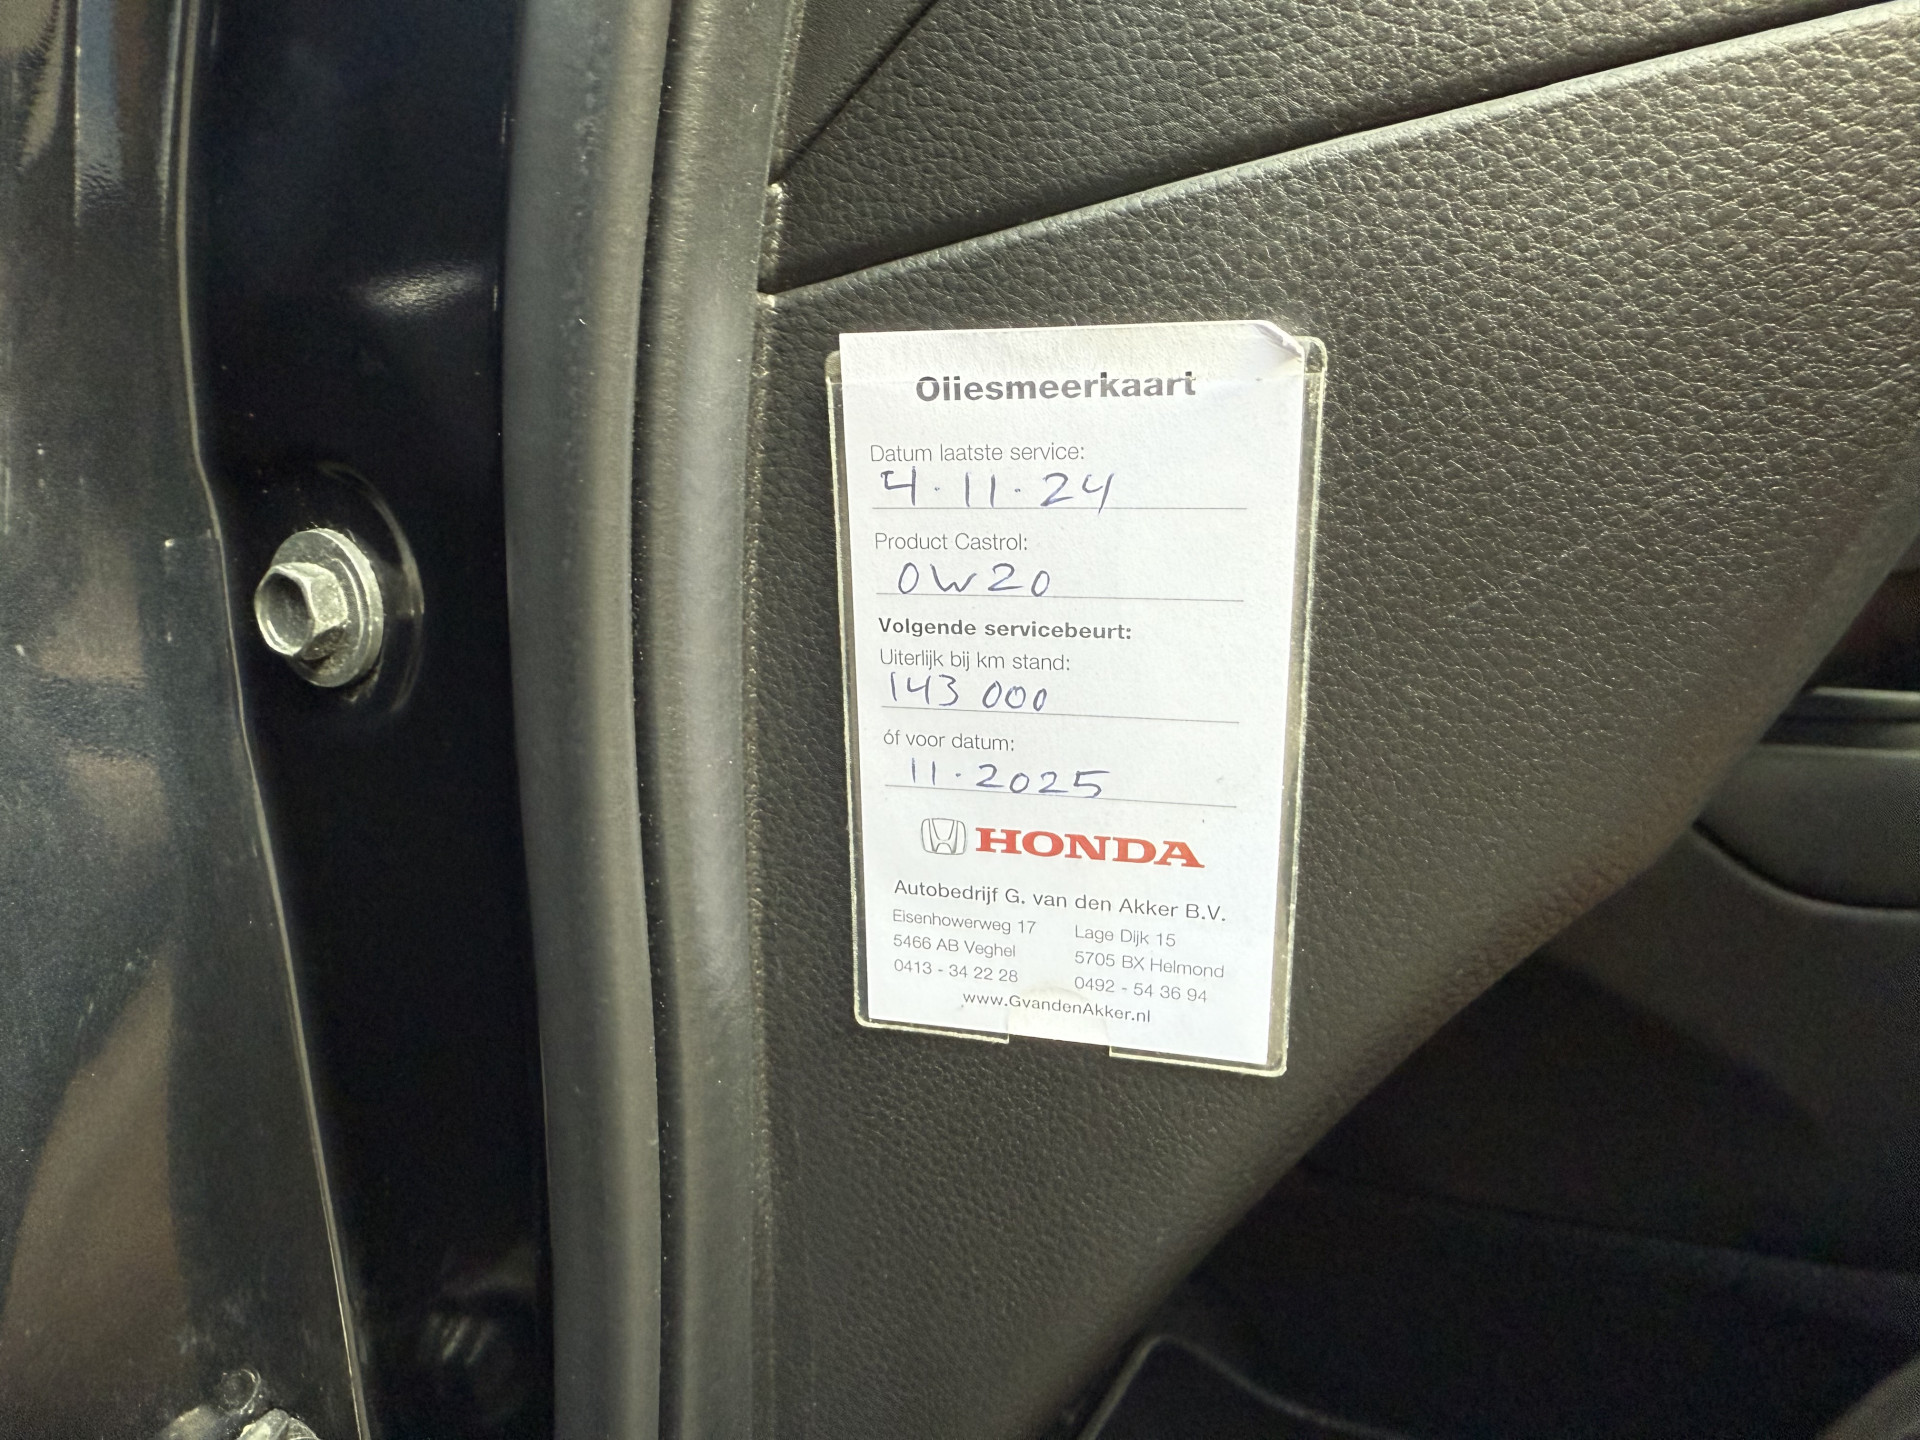 Oliesmeerkaart
Datum laatste service:
4.11.24
Product Castrol:
0W20
Volgende servicebeurt:
Uiterlijk bij km stand:
143 000
óf voor datum:
11.2025
HONDA
Autobedrijf G. van den Akker B.V.
Eisenhowerweg 17
5466 AB Veghel
0413 - 34 22 28
Lage Dijk 15
5705 BX Helmond
0492 - 54 36 94
www.GvandenAkker.nl